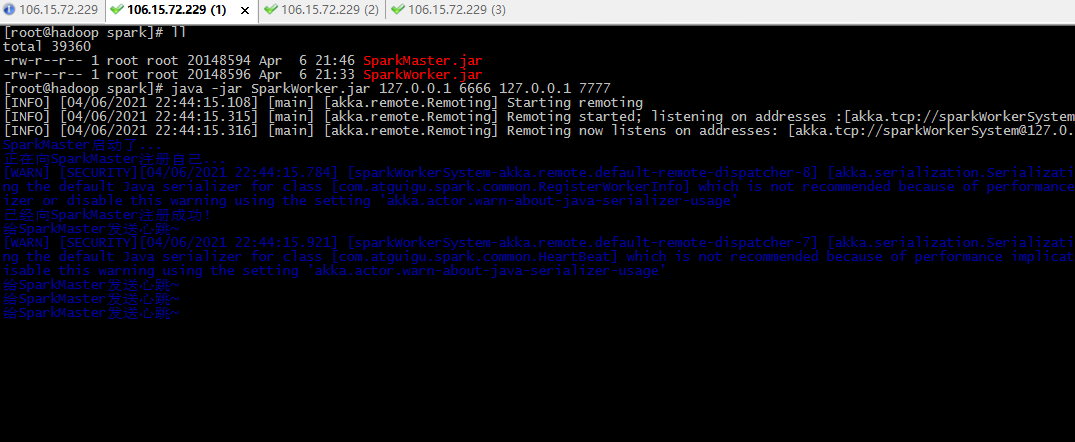 106.15.72.229
106.15.72.229 (1)
106.15.72.229 (2)
106.15.72.229 (3)
[root@hadoop spark]# ll
total 39360
-rw-r--r-- 1 root root 20148594 Apr  6 21:46 SparkMaster.jar
-rw-r--r-- 1 root root 20148596 Apr  6 21:33 SparkWorker.jar
[root@hadoop spark]# java -jar SparkWorker.jar 127.0.0.1 6666 127.0.0.1 7777
[INFO] [04/06/2021 22:44:15.108] [main] [akka.remote.Remoting] Starting remoting
[INFO] [04/06/2021 22:44:15.315] [main] [akka.remote.Remoting] Remoting started; listening on addresses :[akka.tcp://sparkWorkerSystem
[INFO] [04/06/2021 22:44:15.316] [main] [akka.remote.Remoting] Remoting now listens on addresses: [akka.tcp://sparkWorkerSystem@127.0.
SparkMaster启动了...
正在向SparkMaster注册自己...
[WARN] [SECURITY][04/06/2021 22:44:15.784] [sparkWorkerSystem-akka.remote.default-remote-dispatcher-8] [akka.serialization.Serializati
ng the default Java serializer for class [com.atguigu.spark.common.RegisterWorkerInfo] which is not recommended because of performance
zer or disable this warning using the setting 'akka.actor.warn-about-java-serializer-usage'
已经向SparkMaster注册成功!
SparkMaster发送心跳~
[WARN] [SECURITY][04/06/2021 22:44:15.921] [sparkWorkerSystem-akka.remote.default-remote-dispatcher-7] [akka.serialization.Serializati
ng the default Java serializer for class [com.atguigu.spark.common.HeartBeat] which is not recommended because of performance implicat
isable this warning using the setting 'akka.actor.warn-about-java-serializer-usage'
SparkMaster发送心跳~
SparkMaster发送心跳~
SparkMaster发送心跳~